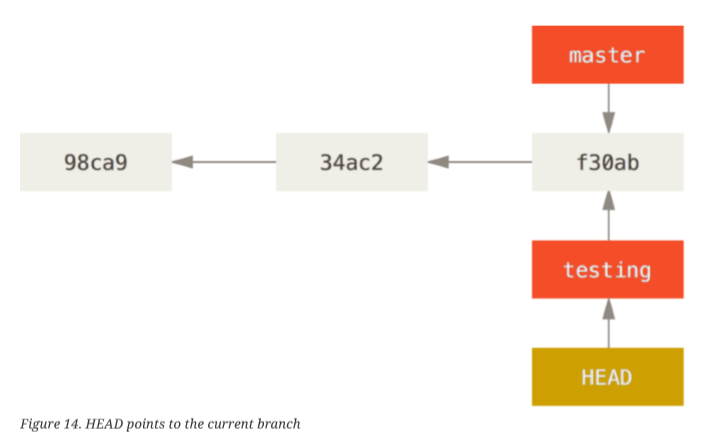 master
98ca9
34ac2
f30ab
testing
HEAD
Figure 14. HEAD points to the current branch